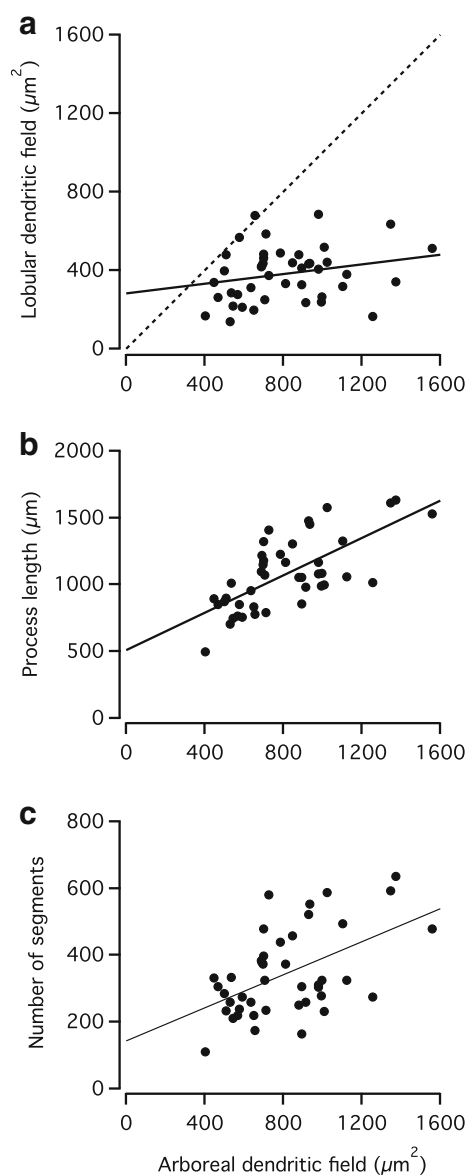 a
Lobular dendritic field (µm²)
1600
1200
800
400
0
0 400 800 1200 1600
b
Process length (µm)
2000
1500
1000
500
0
0 400 800 1200 1600
c
Number of segments
800
600
400
200
0
0 400 800 1200 1600
Arboreal dendritic field (µm²)